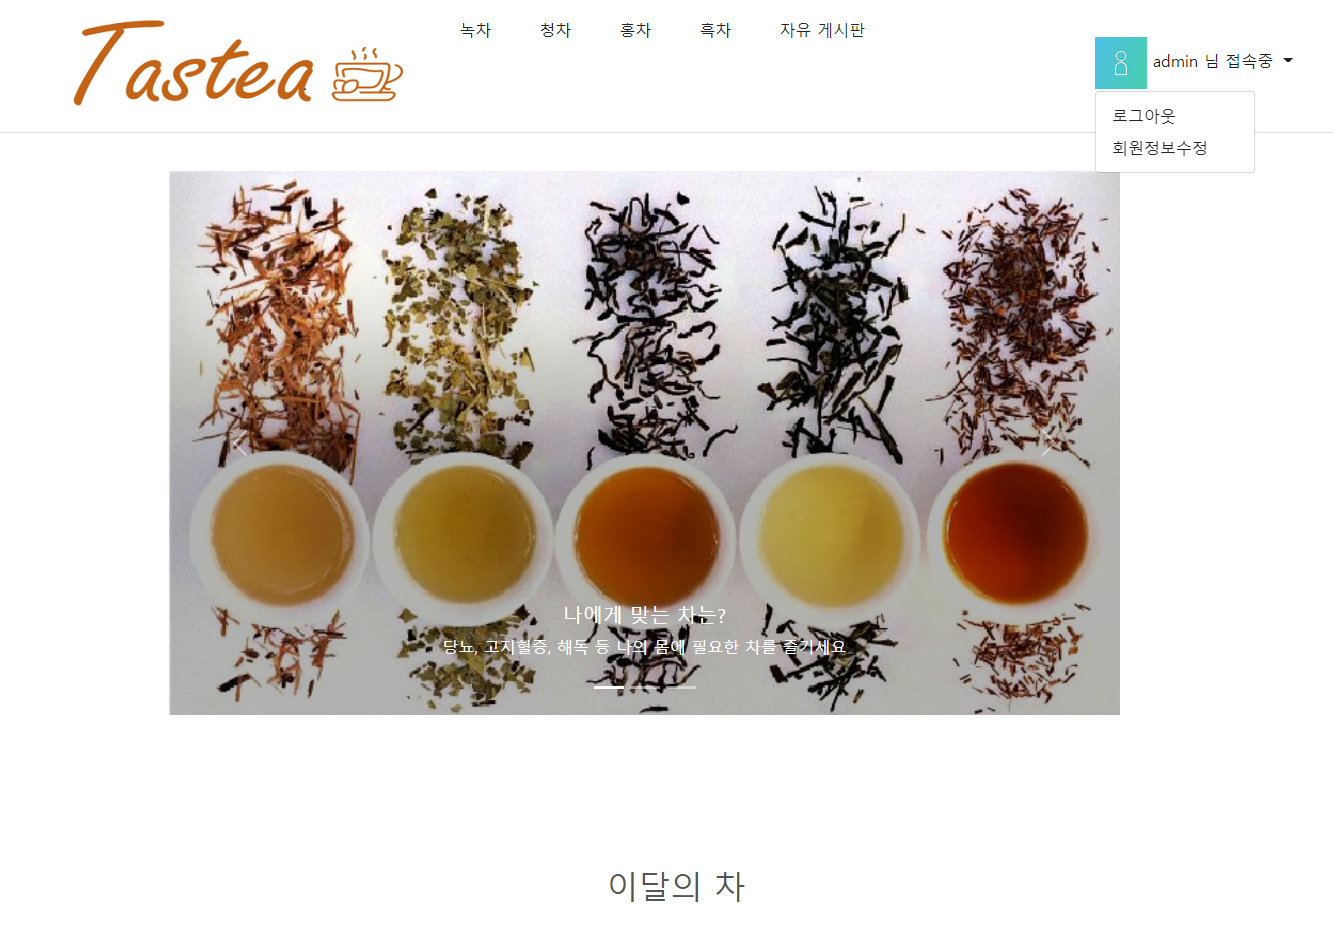 Tastea
녹차 청차 홍차 흑차 자유 게시판
admin 님 접속중
로그아웃
회원정보수정
나에게 맞는 차는?
당뇨, 고지혈증, 해독 등 나의 몸에 필요한 차를 즐기세요
이달의 차